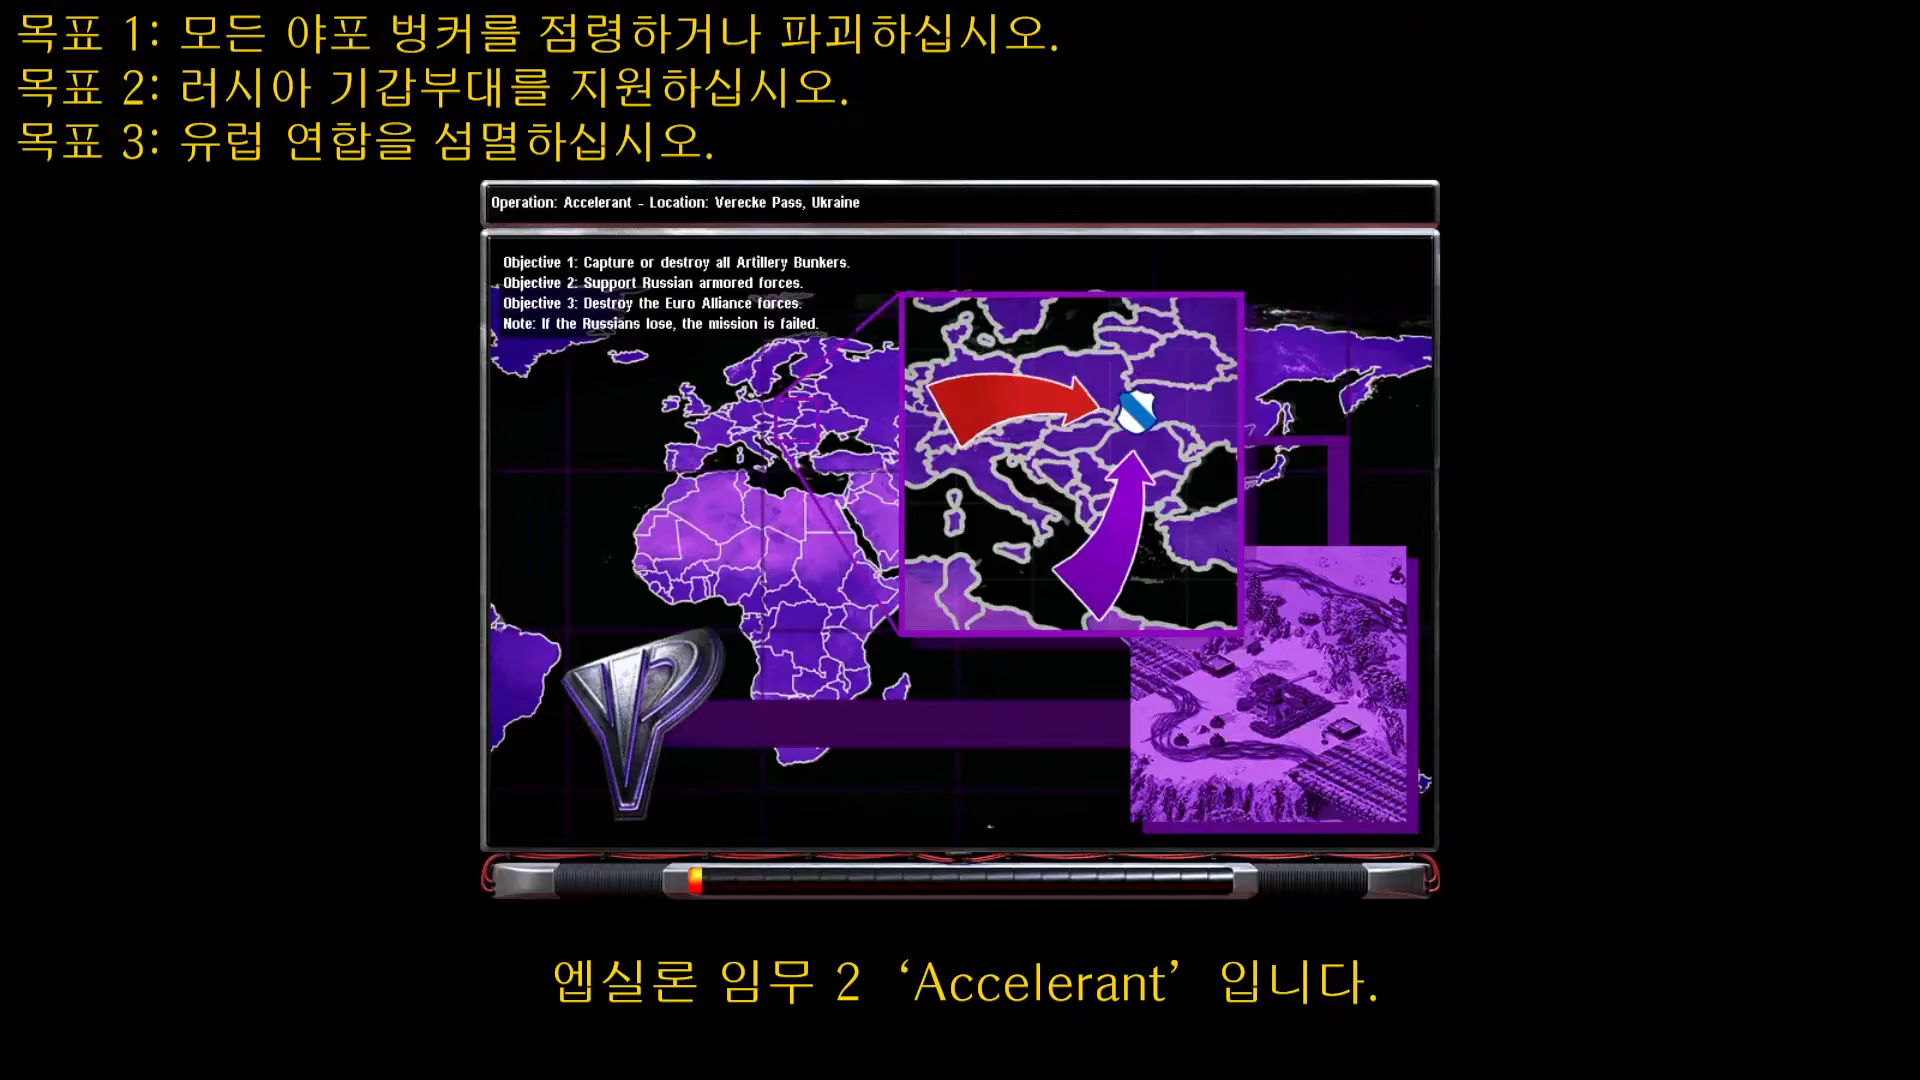 목표 1: 모든 야포 벙커를 점령하거나 파괴하십시오.
목표 2: 러시아 기갑부대를 지원하십시오.
목표 3: 유럽 연합을 섬멸하십시오.
Operation: Accelerant - Location: Verecke Pass, Ukraine
Objective 1: Capture or destroy all Artillery Bunkers.
Objective 2: Support Russian armored forces.
Objective 3: Destroy the Euro Alliance forces.
Note: If the Russians lose, the mission is failed.
엡실론 임무 2 ‘Accelerant’ 입니다.